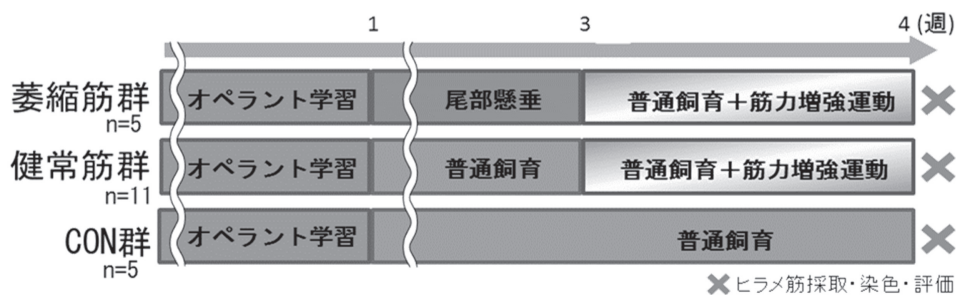 1 3 4 (週)
萎縮筋群 オペラント学習 尾部懸垂 普通飼育＋筋力増強運動
n=5
健常筋群 オペラント学習 普通飼育 普通飼育＋筋力増強運動
n=11
CON群 オペラント学習 普通飼育
n=5
ヒラメ筋採取・染色・評価